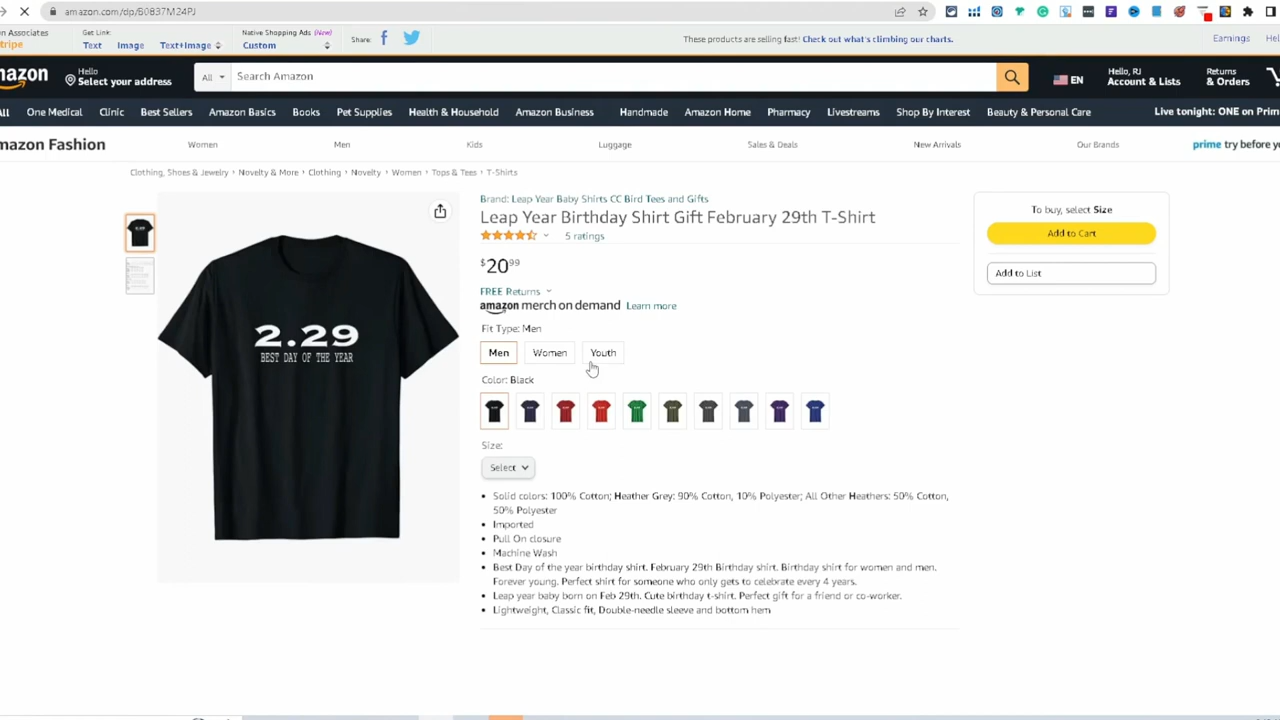 amazon.com/dp/B0837M24PJ
n Associates
tripe
Get Link:
Text Image Text+Image
Native Shopping Ads (New)
Custom
Share:
These products are selling fast! Check out what's climbing our charts.
Earnings Hel
mazon
Hello
Select your address
All
Search Amazon
EN
Hello, RJ
Account & Lists
Returns
& Orders
All One Medical Clinic Best Sellers Amazon Basics Books Pet Supplies Health & Household Amazon Business Handmade Amazon Home Pharmacy Livestreams Shop By Interest Beauty & Personal Care Live tonight: ONE on Prim
mazon Fashion Women Men Kids Luggage Sales & Deals New Arrivals Our Brands prime try before yo
Clothing, Shoes & Jewelry › Novelty & More › Clothing › Novelty › Women › Tops & Tees › T-Shirts
2.29
BEST DAY OF THE YEAR
Brand: Leap Year Baby Shirts CC Bird Tees and Gifts
Leap Year Birthday Shirt Gift February 29th T-Shirt
5 ratings
$20.99
FREE Returns
amazon merch on demand Learn more
Fit Type: Men
Men Women Youth
Color: Black
Size:
Select
• Solid colors: 100% Cotton; Heather Grey: 90% Cotton, 10% Polyester; All Other Heathers: 50% Cotton,
50% Polyester
• Imported
• Pull On closure
• Machine Wash
• Best Day of the year birthday shirt. February 29th Birthday shirt. Birthday shirt for women and men.
Forever young. Perfect shirt for someone who only gets to celebrate every 4 years.
• Leap year baby born on Feb 29th. Cute birthday t-shirt. Perfect gift for a friend or co-worker.
• Lightweight, Classic fit, Double-needle sleeve and bottom hem
To buy, select Size
Add to Cart
Add to List